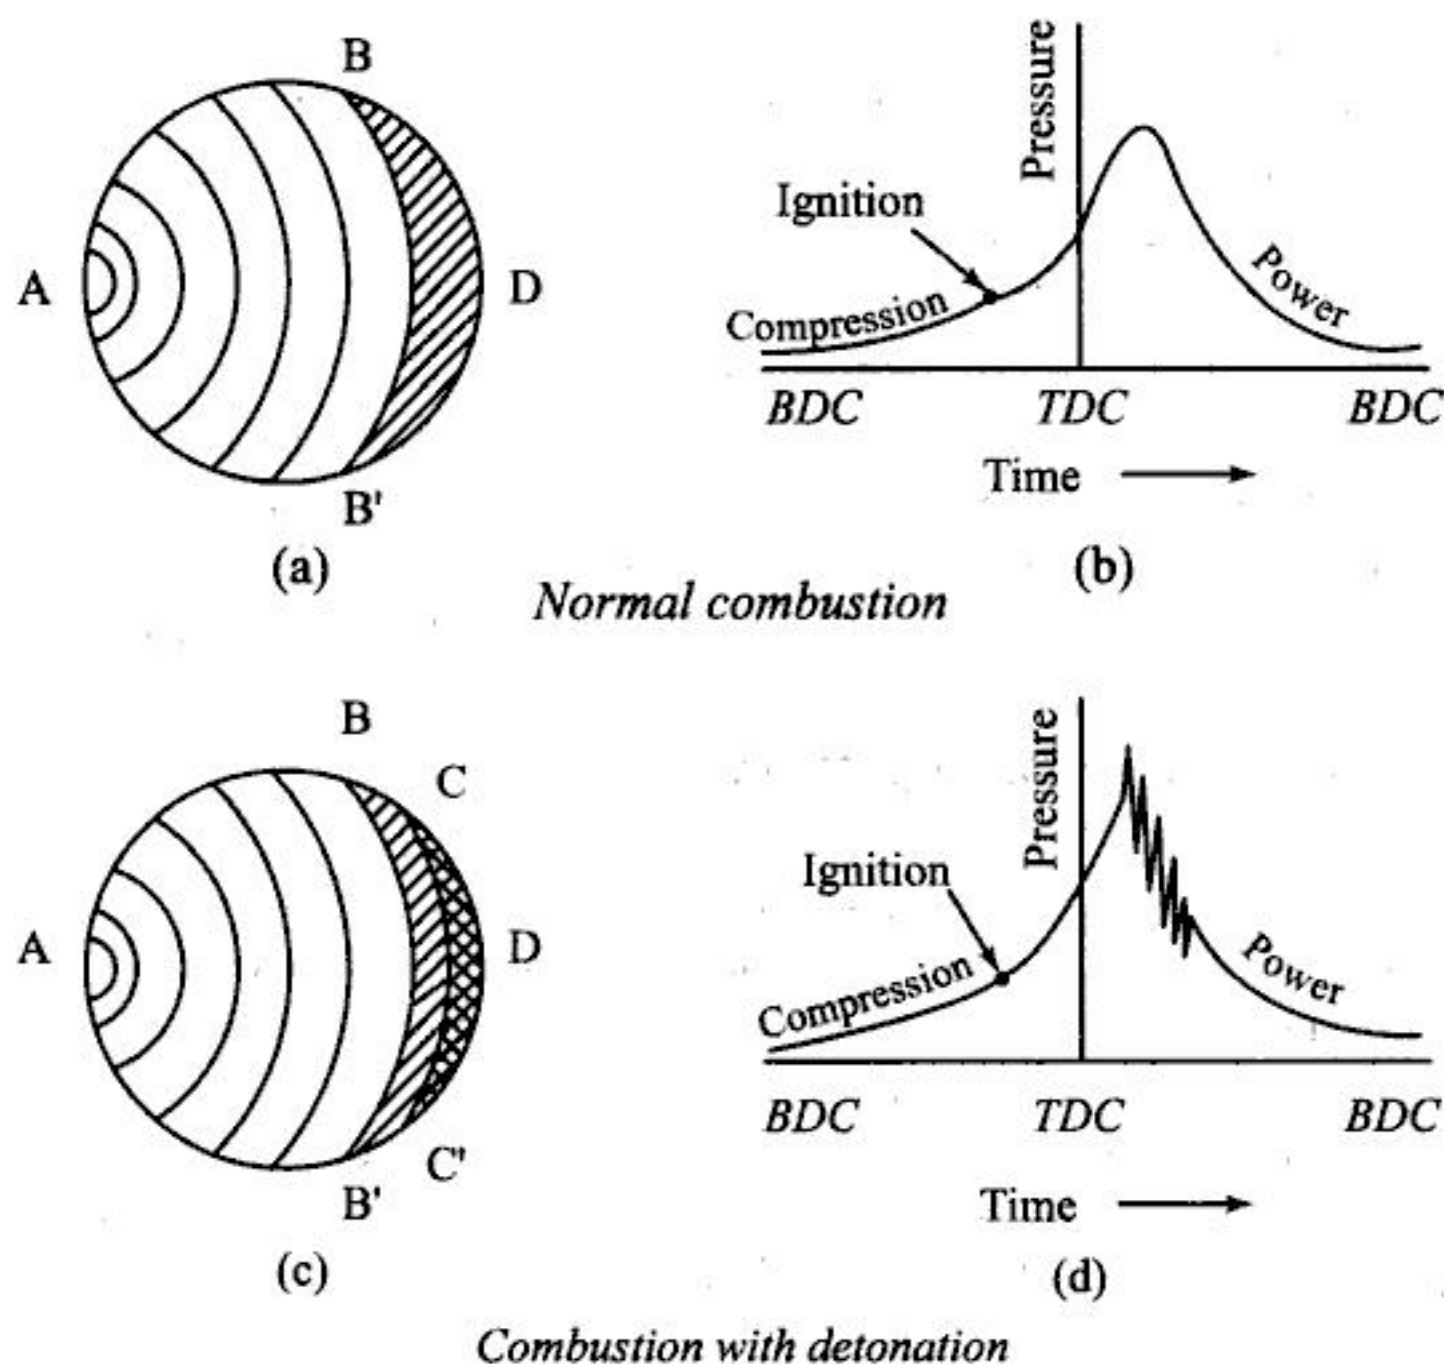 B
A
D
B'
(a)
Pressure
Ignition
Compression
Power
BDC TDC BDC
Time
(b)
Normal combustion
B
C
A
D
C'
B'
(c)
Pressure
Ignition
Compression
Power
BDC TDC BDC
Time
(d)
Combustion with detonation